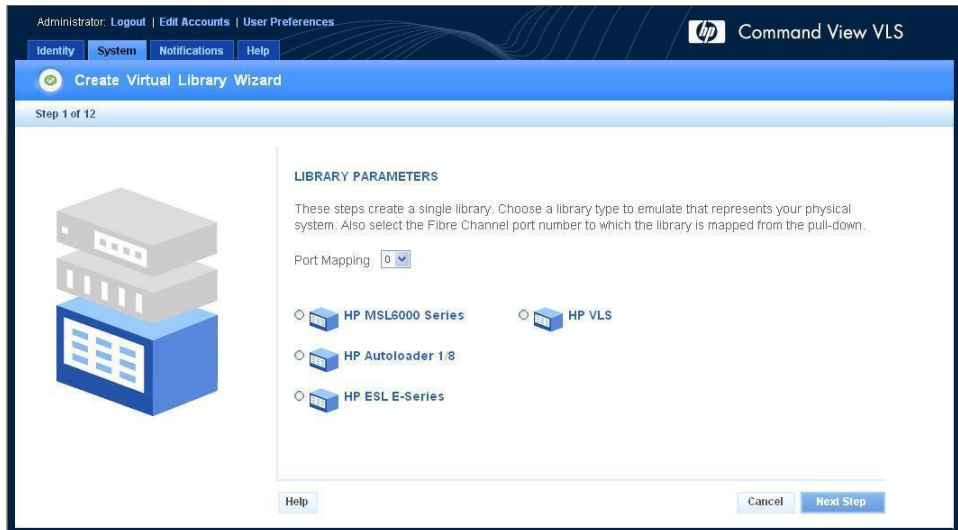 Administrator: Logout | Edit Accounts | User Preferences
hp Command View VLS
Identity System Notifications Help
Create Virtual Library Wizard
Step 1 of 12
LIBRARY PARAMETERS
These steps create a single library. Choose a library type to emulate that represents your physical
system. Also select the Fibre Channel port number to which the library is mapped from the pull-down.
Port Mapping 0
HP MSL6000 Series HP VLS
HP Autoloader 1/8
HP ESL E-Series
Help Cancel Next Step